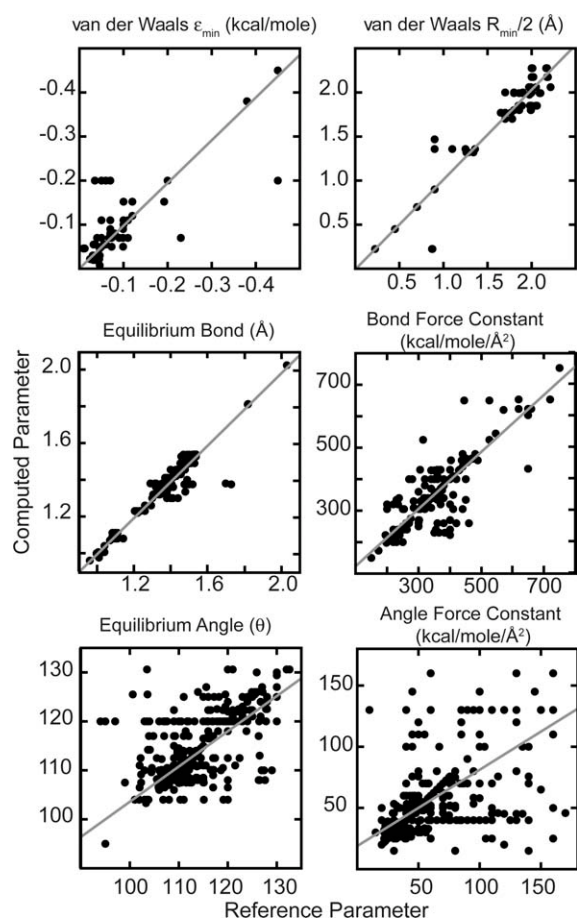 van der Waals ε_min (kcal/mole)
van der Waals R_min/2 (Å)
-0.4
-0.3
-0.2
-0.1
-0.1 -0.2 -0.3 -0.4
2.0
1.5
1.0
0.5
0.5 1.0 1.5 2.0
Equilibrium Bond (Å)
Bond Force Constant
(kcal/mole/Å²)
2.0
1.6
1.2
1.2 1.6 2.0
700
500
300
300 500 700
Computed Parameter
Equilibrium Angle (θ)
Angle Force Constant
(kcal/mole/Å²)
130
120
110
100
100 110 120 130
150
100
50
50 100 150
Reference Parameter